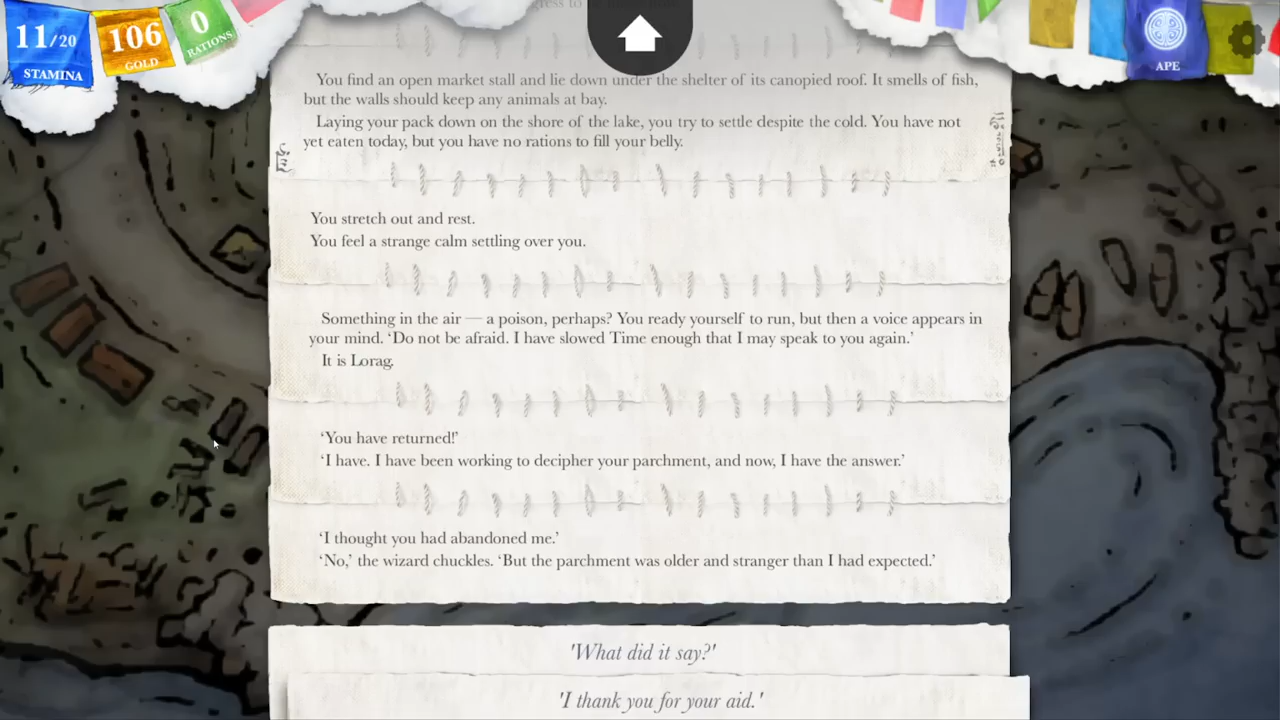 11/20
STAMINA
106
GOLD
0
RATIONS
APE
You find an open market stall and lie down under the shelter of its canopied roof. It smells of fish,
but the walls should keep any animals at bay.
Laying your pack down on the shore of the lake, you try to settle despite the cold. You have not
yet eaten today, but you have no rations to fill your belly.
You stretch out and rest.
You feel a strange calm settling over you.
Something in the air — a poison, perhaps? You ready yourself to run, but then a voice appears in
your mind. ‘Do not be afraid. I have slowed Time enough that I may speak to you again.’
It is Lorag.
‘You have returned!’
‘I have. I have been working to decipher your parchment, and now, I have the answer.’
‘I thought you had abandoned me.’
‘No,’ the wizard chuckles. ‘But the parchment was older and stranger than I had expected.’
'What did it say?'
'I thank you for your aid.'